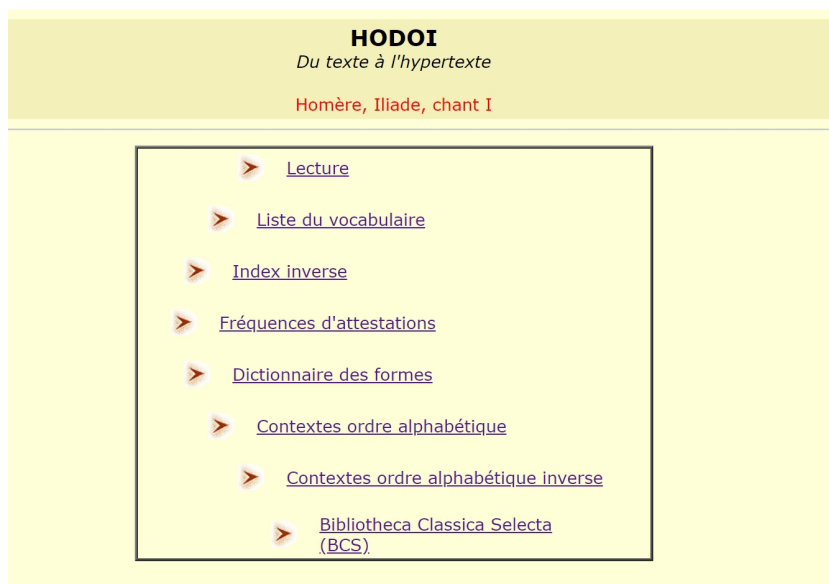 HODOI
Du texte à l'hypertexte
Homère, Iliade, chant I
Lecture
Liste du vocabulaire
Index inverse
Fréquences d'attestations
Dictionnaire des formes
Contextes ordre alphabétique
Contextes ordre alphabétique inverse
Bibliotheca Classica Selecta
(BCS)